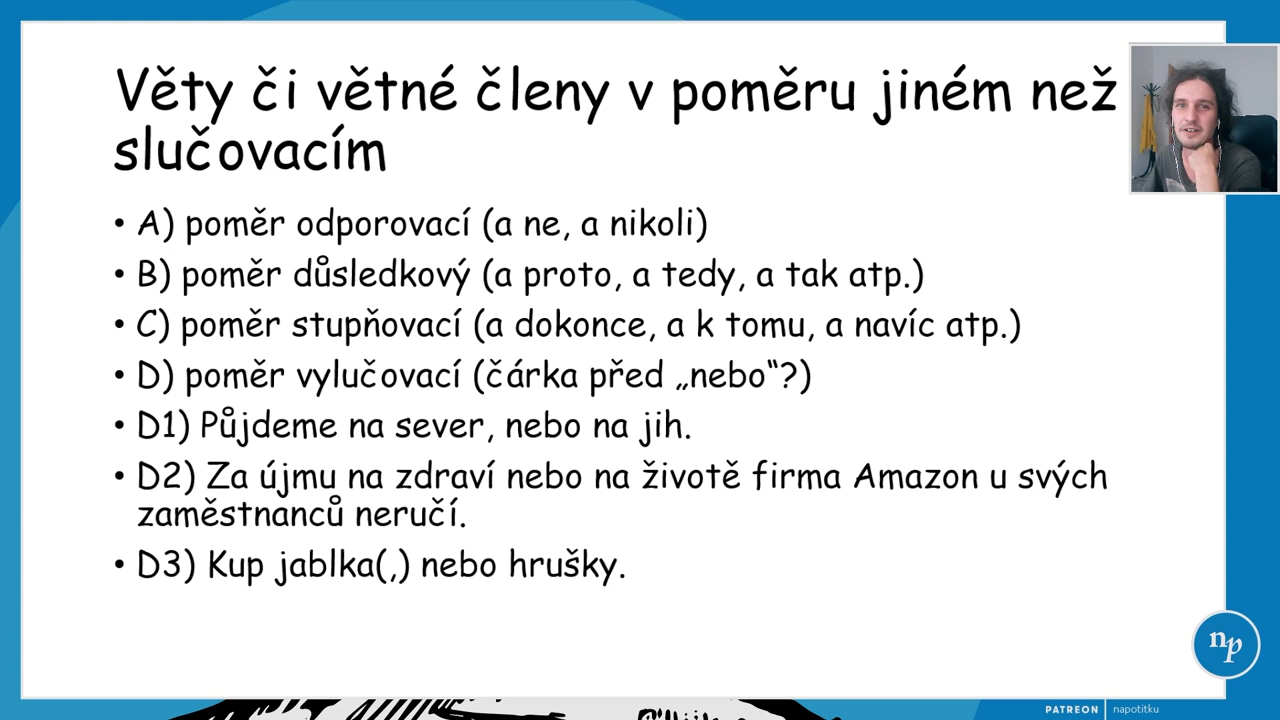 Věty či větné členy v poměru jiném než
slučovacím
• A) poměr odporovací (a ne, a nikoli)
• B) poměr důsledkový (a proto, a tedy, a tak atp.)
• C) poměr stupňovací (a dokonce, a k tomu, a navíc atp.)
• D) poměr vylučovací (čárka před „nebo“?)
• D1) Půjdeme na sever, nebo na jih.
• D2) Za újmu na zdraví nebo na životě firma Amazon u svých
zaměstnanců neručí.
• D3) Kup jablka(,) nebo hrušky.
np
PATREON | napotitku